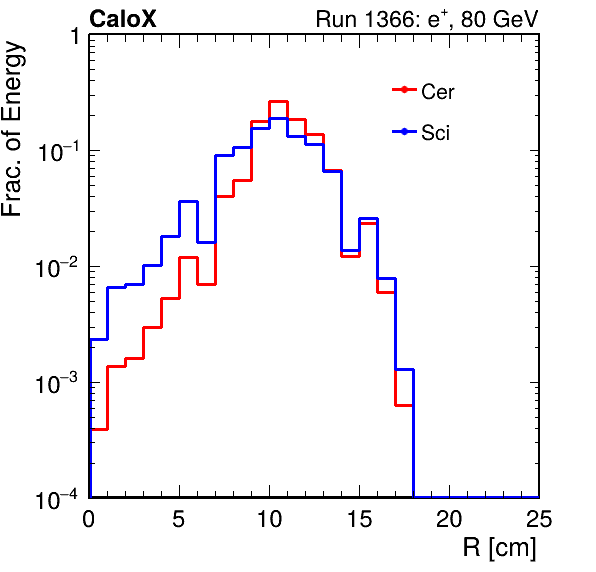 CaloX Run 1366: e⁺, 80 GeV
Frac. of Energy
Cer
Sci
1
10⁻¹
10⁻²
10⁻³
10⁻⁴
0 5 10 15 20 25
R [cm]